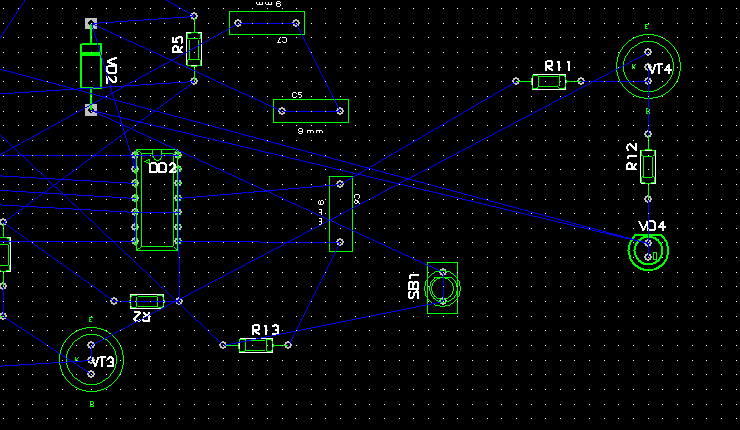 9 mm
C7
R5
VD2
C5
9 mm
R11
E
K
VT4
B
R12
DD2
9 mm
C6
VD4
SB1
R2
R13
E
K
VT3
B